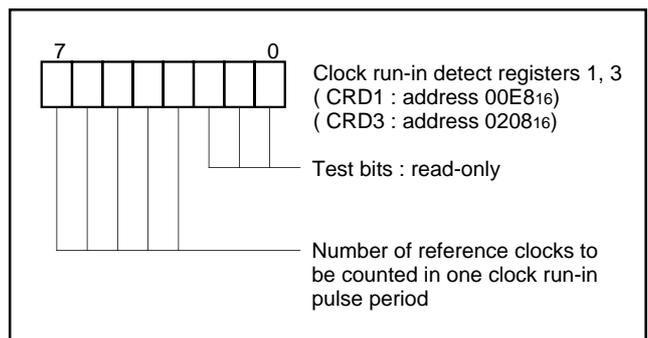 7 0
Clock run-in detect registers 1, 3
( CRD1 : address 00E816)
( CRD3 : address 020816)
Test bits : read-only
Number of reference clocks to
be counted in one clock run-in
pulse period